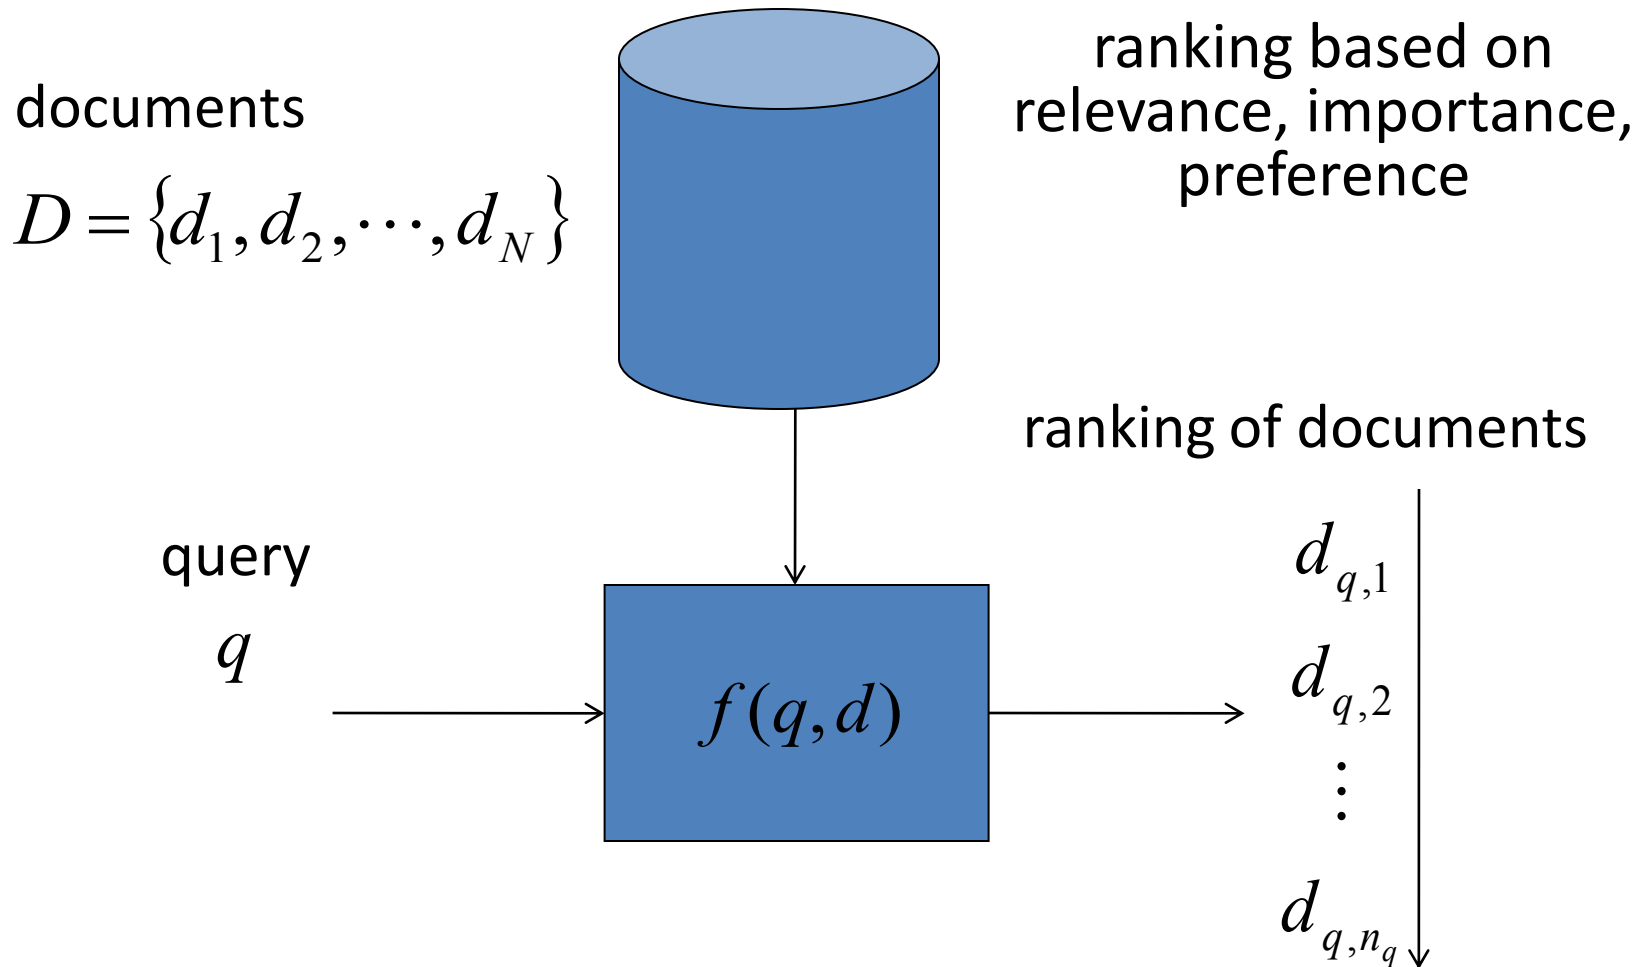 documents
D = {d_1, d_2, ⋯, d_N}
ranking based on
relevance, importance,
preference
ranking of documents
query
q
f(q, d)
d_{q,1}
d_{q,2}
⋮
d_{q,n_q}